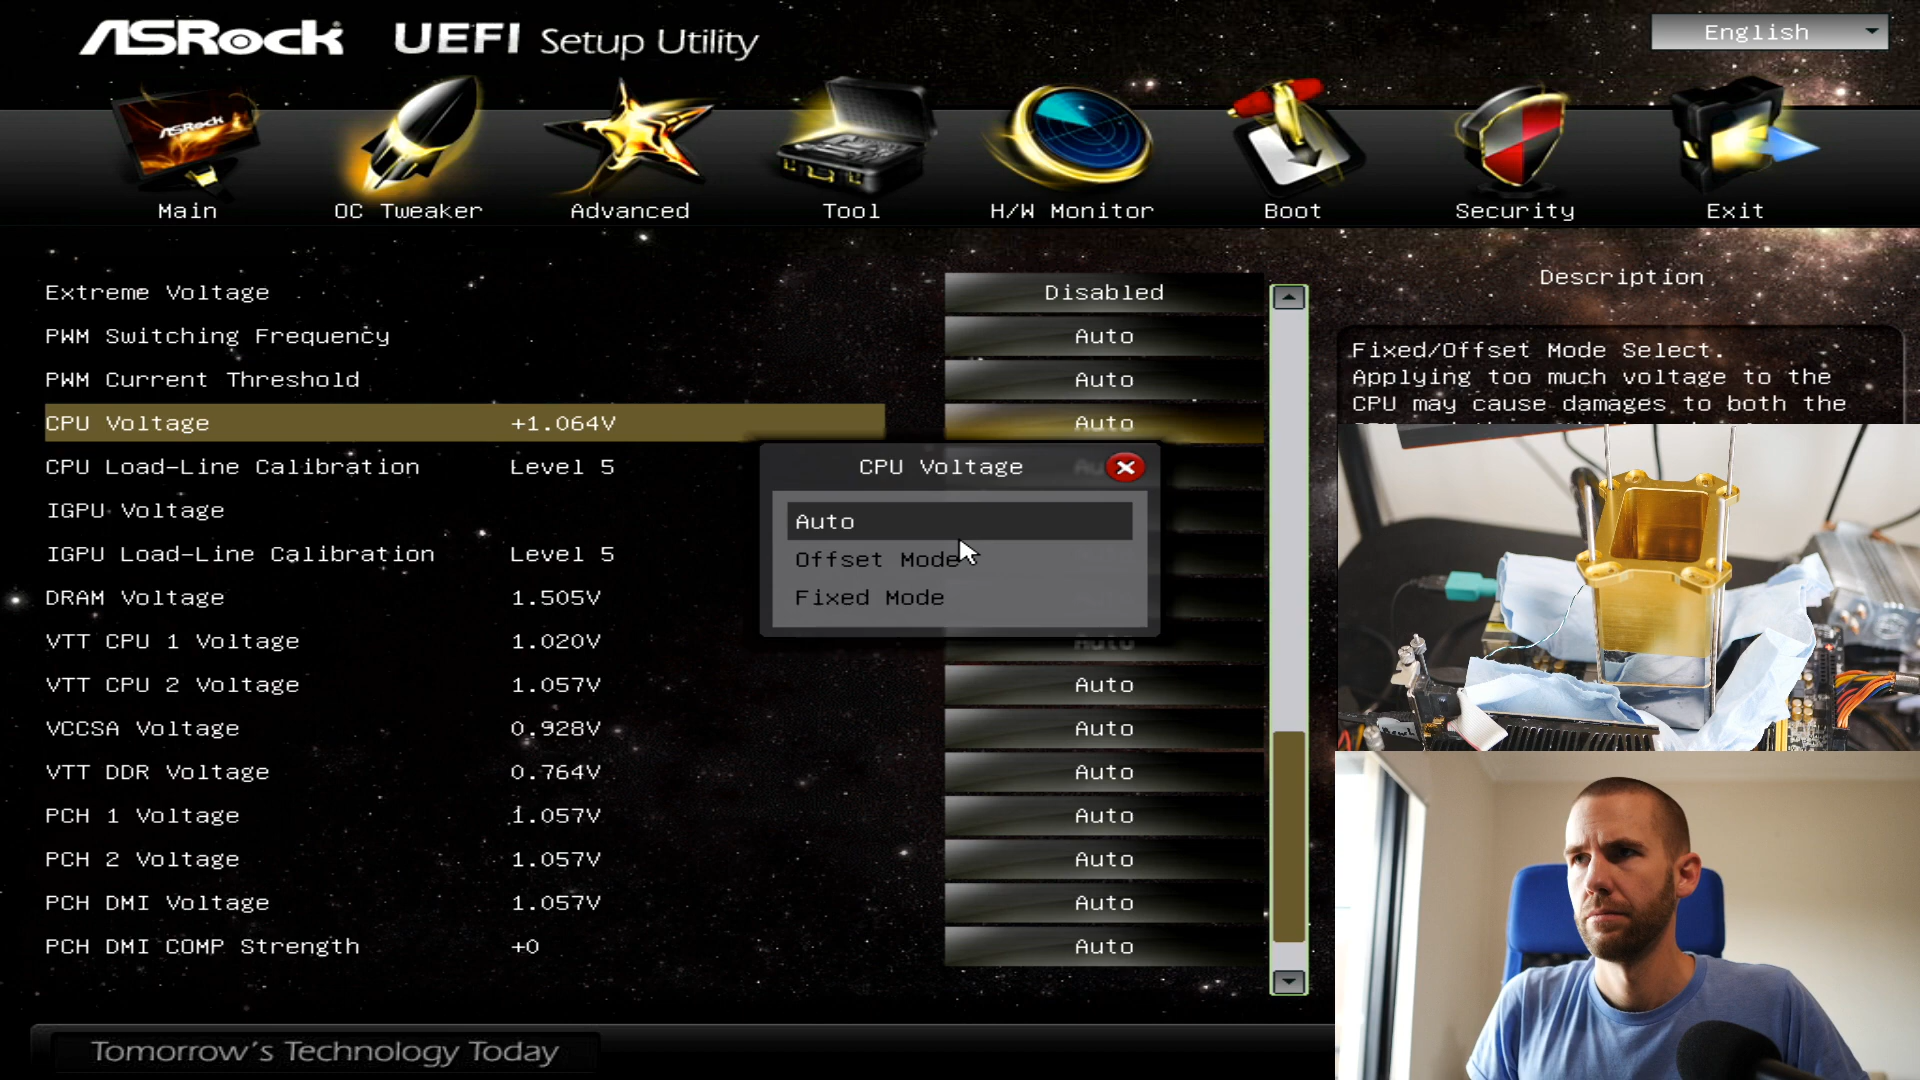 ASRock UEFI Setup Utility
English
ASRock
Main OC Tweaker Advanced Tool H/W Monitor Boot Security Exit
Extreme Voltage Disabled
PWM Switching Frequency Auto
PWM Current Threshold Auto
CPU Voltage +1.064V Auto
CPU Load-Line Calibration Level 5
IGPU Voltage
IGPU Load-Line Calibration Level 5
DRAM Voltage 1.505V
VTT CPU 1 Voltage 1.020V Auto
VTT CPU 2 Voltage 1.057V Auto
VCCSA Voltage 0.928V Auto
VTT DDR Voltage 0.764V Auto
PCH 1 Voltage 1.057V Auto
PCH 2 Voltage 1.057V Auto
PCH DMI Voltage 1.057V Auto
PCH DMI COMP Strength +0 Auto
CPU Voltage
Auto
Offset Mode
Fixed Mode
Description
Fixed/Offset Mode Select.
Applying too much voltage to the
CPU may cause damages to both the
Tomorrow's Technology Today